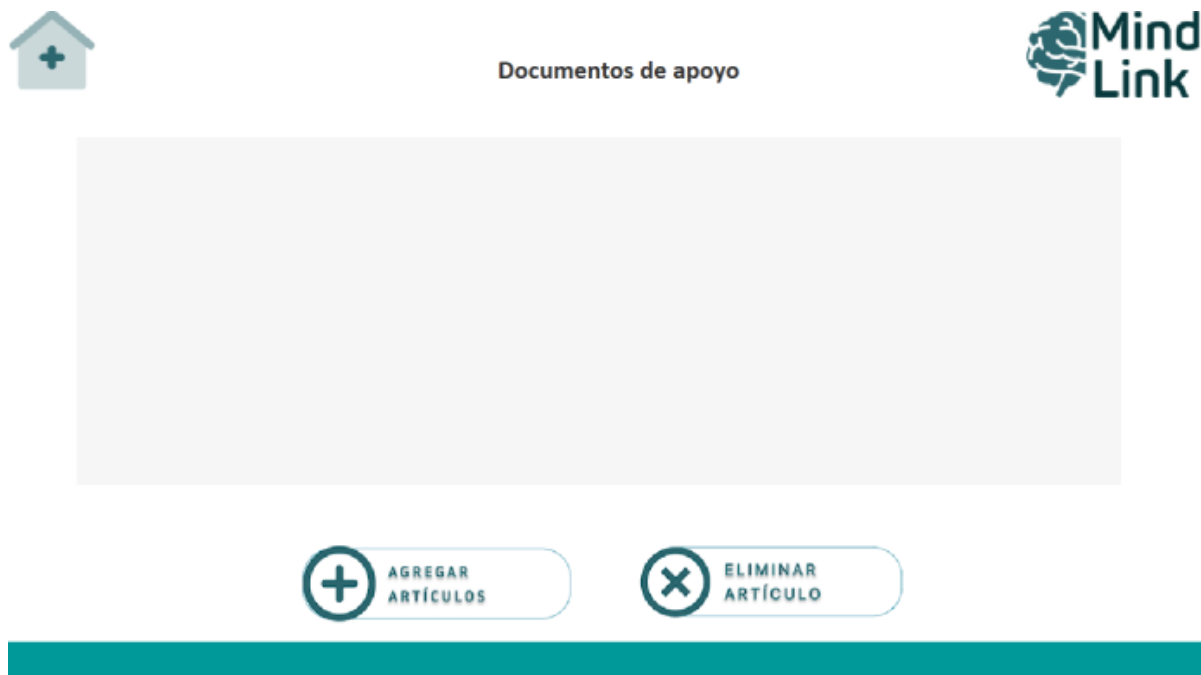 Documentos de apoyo
Mind
Link
AGREGAR
ARTÍCULOS
ELIMINAR
ARTÍCULO